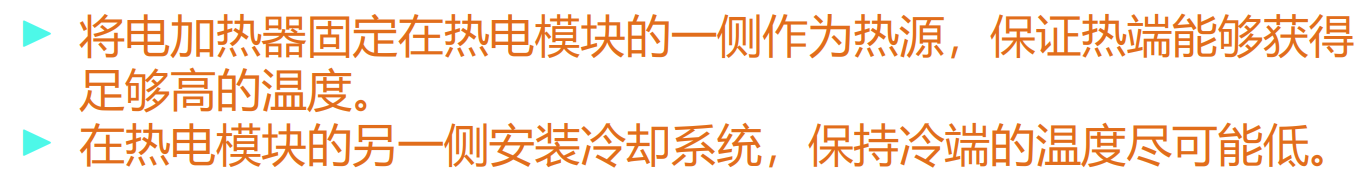 将电加热器固定在热电模块的一侧作为热源，保证热端能够获得
足够高的温度。
在热电模块的另一侧安装冷却系统，保持冷端的温度尽可能低。